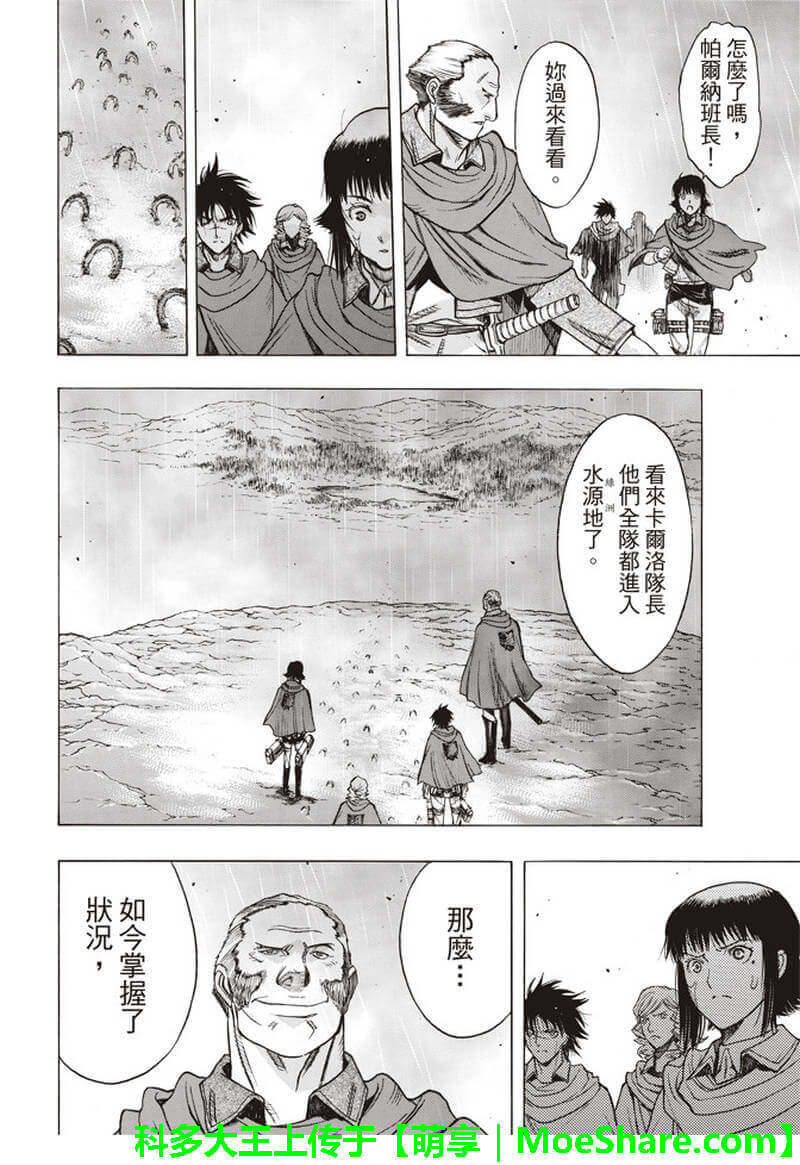 怎麼了嗎，
帕爾納班長！
妳過來看看。
看來卡爾洛隊長
他們全隊都進入
水源地了。
綠洲
那麼…
如今掌握了
狀況，
科多大王上传于【萌享 | MoeShare.com】